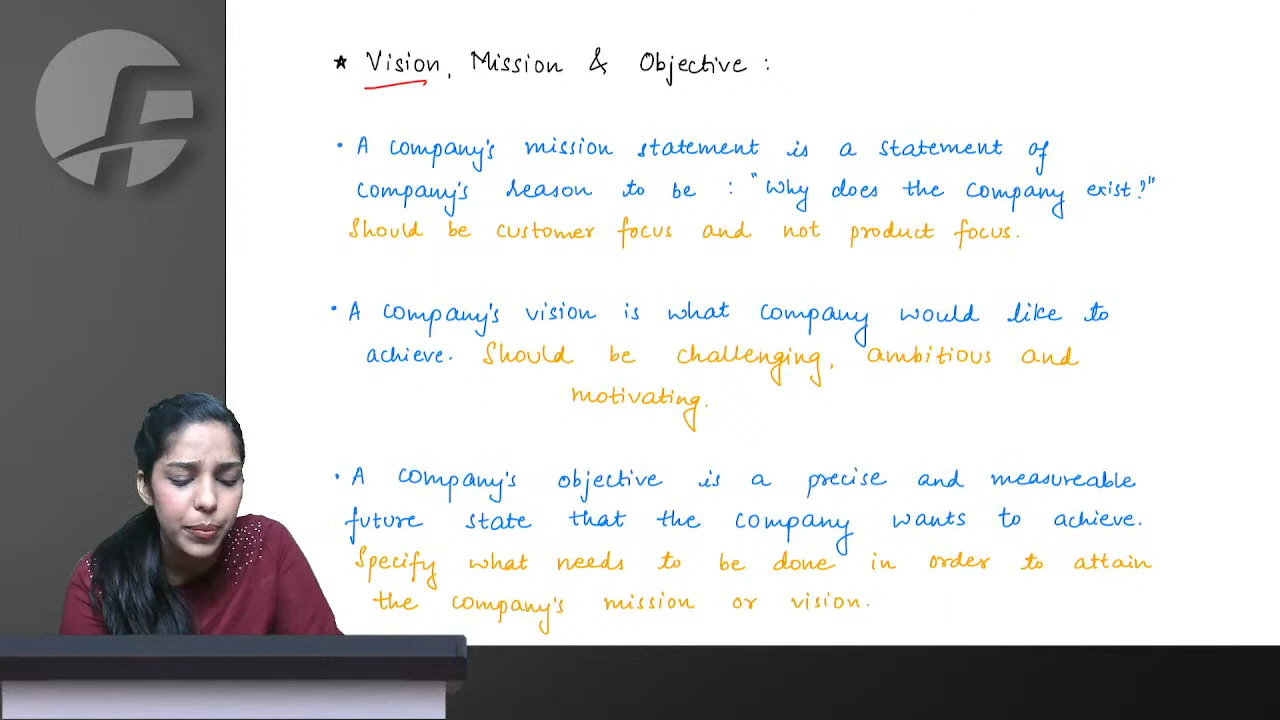 ★ Vision, Mission & Objective :
• A company's mission statement is a statement of
company's reason to be : "Why does the company exist?"
Should be customer focus and not product focus.
• A company's vision is what company would like to
achieve. Should be challenging, ambitious and
motivating.
• A company's objective is a precise and measureable
future state that the company wants to achieve.
Specify what needs to be done in order to attain
the company's mission or vision.